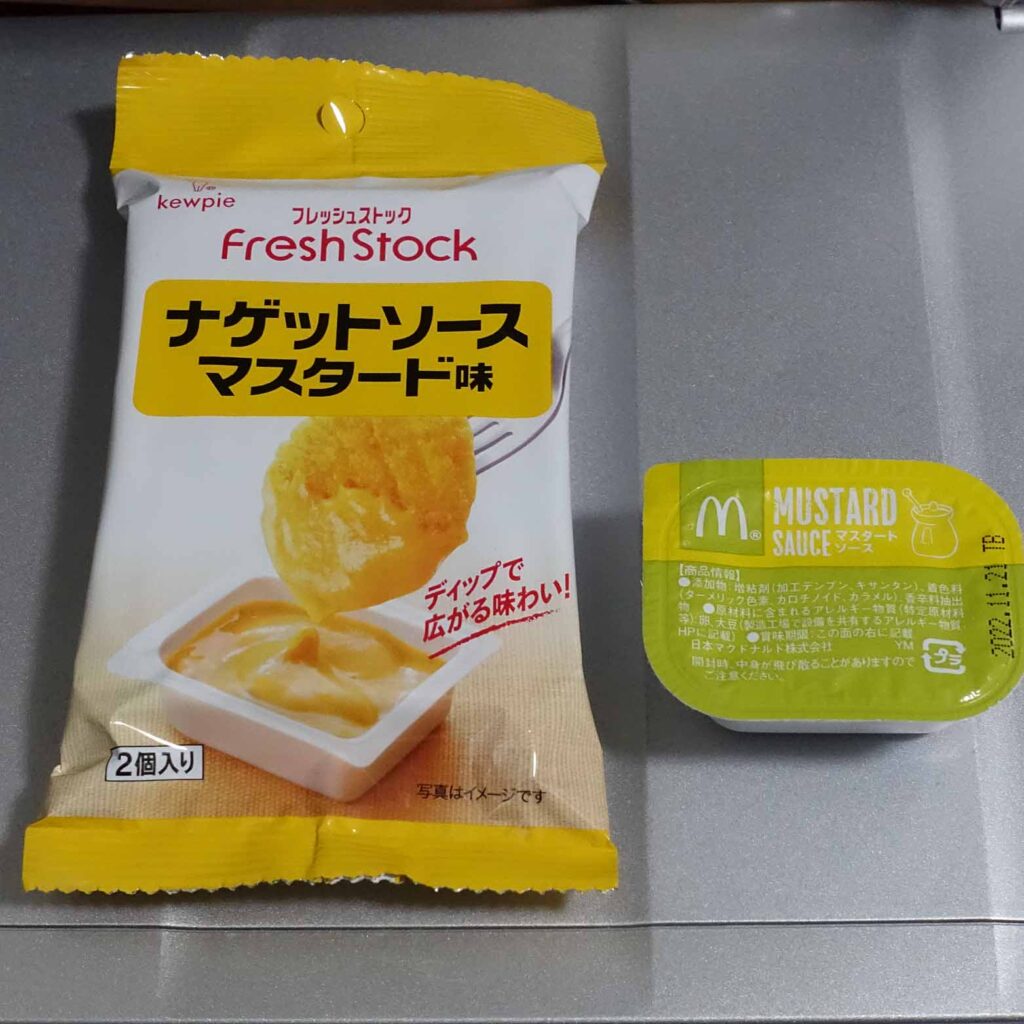 kewpie
フレッシュストック
Fresh Stock
ナゲットソース
マスタード味
ディップで
広がる味わい!
2個入り
写真はイメージです
M®
MUSTARD
SAUCE マスタード
ソース
【商品情報】
●添加物:増粘剤(加工デンプン、キサンタン)、着色料
(ターメリック色素、カロチノイド、カラメル)、香辛料抽出
物 ●原材料に含まれるアレルギー物質(特定原材料
等):卵、大豆(製造工場で設備を共有するアレルギー物質:
HPに記載) ●賞味期限:この面の右に記載
日本マクドナルド株式会社 YM
開封時、中身が飛び散ることがありますので
ご注意ください。
プラ
2022.11.21 TB